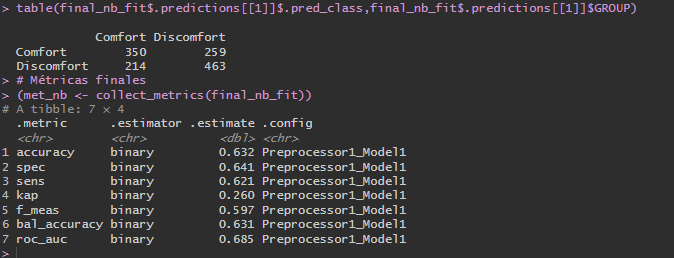 > table(final_nb_fit$.predictions[[1]]$.pred_class,final_nb_fit$.predictions[[1]]$GROUP)
Comfort Discomfort
Comfort 350 259
Discomfort 214 463
> # Métricas finales
> (met_nb <- collect_metrics(final_nb_fit))
# A tibble: 7 × 4
.metric .estimator .estimate .config
<chr> <chr> <dbl> <chr>
1 accuracy binary 0.632 Preprocessor1_Model1
2 spec binary 0.641 Preprocessor1_Model1
3 sens binary 0.621 Preprocessor1_Model1
4 kap binary 0.260 Preprocessor1_Model1
5 f_meas binary 0.597 Preprocessor1_Model1
6 bal_accuracy binary 0.631 Preprocessor1_Model1
7 roc_auc binary 0.685 Preprocessor1_Model1
>